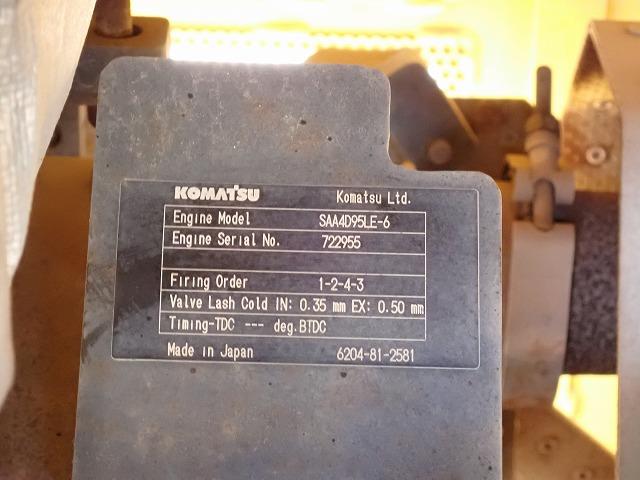 KOMATSU Komatsu Ltd.
Engine Model SAA4D95LE-6
Engine Serial No. 722955
Firing Order 1-2-4-3
Valve Lash Cold IN: 0.35 mm EX: 0.50 mm
Timing-TDC --- deg.BTDC
Made in Japan 6204-81-2581